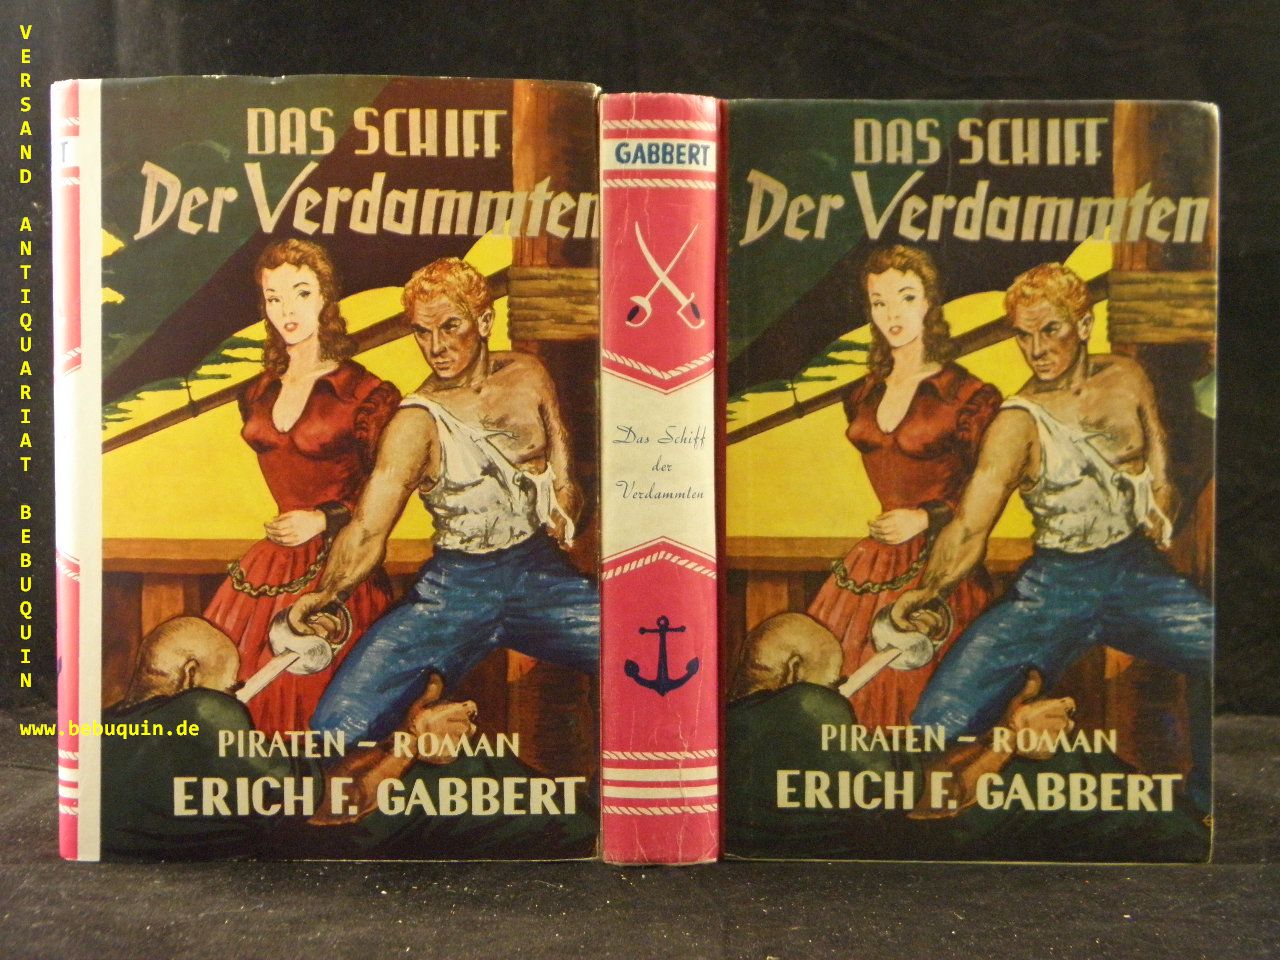 VERSAND ANTIQUARIAT BEBUQUIN
www.bebuquin.de
T
DAS SCHIFF
Der Verdammten
PIRATEN – ROMAN
ERICH F. GABBERT
GABBERT
Das Schiff
der
Verdammten
DAS SCHIFF
Der Verdammten
PIRATEN – ROMAN
ERICH F. GABBERT